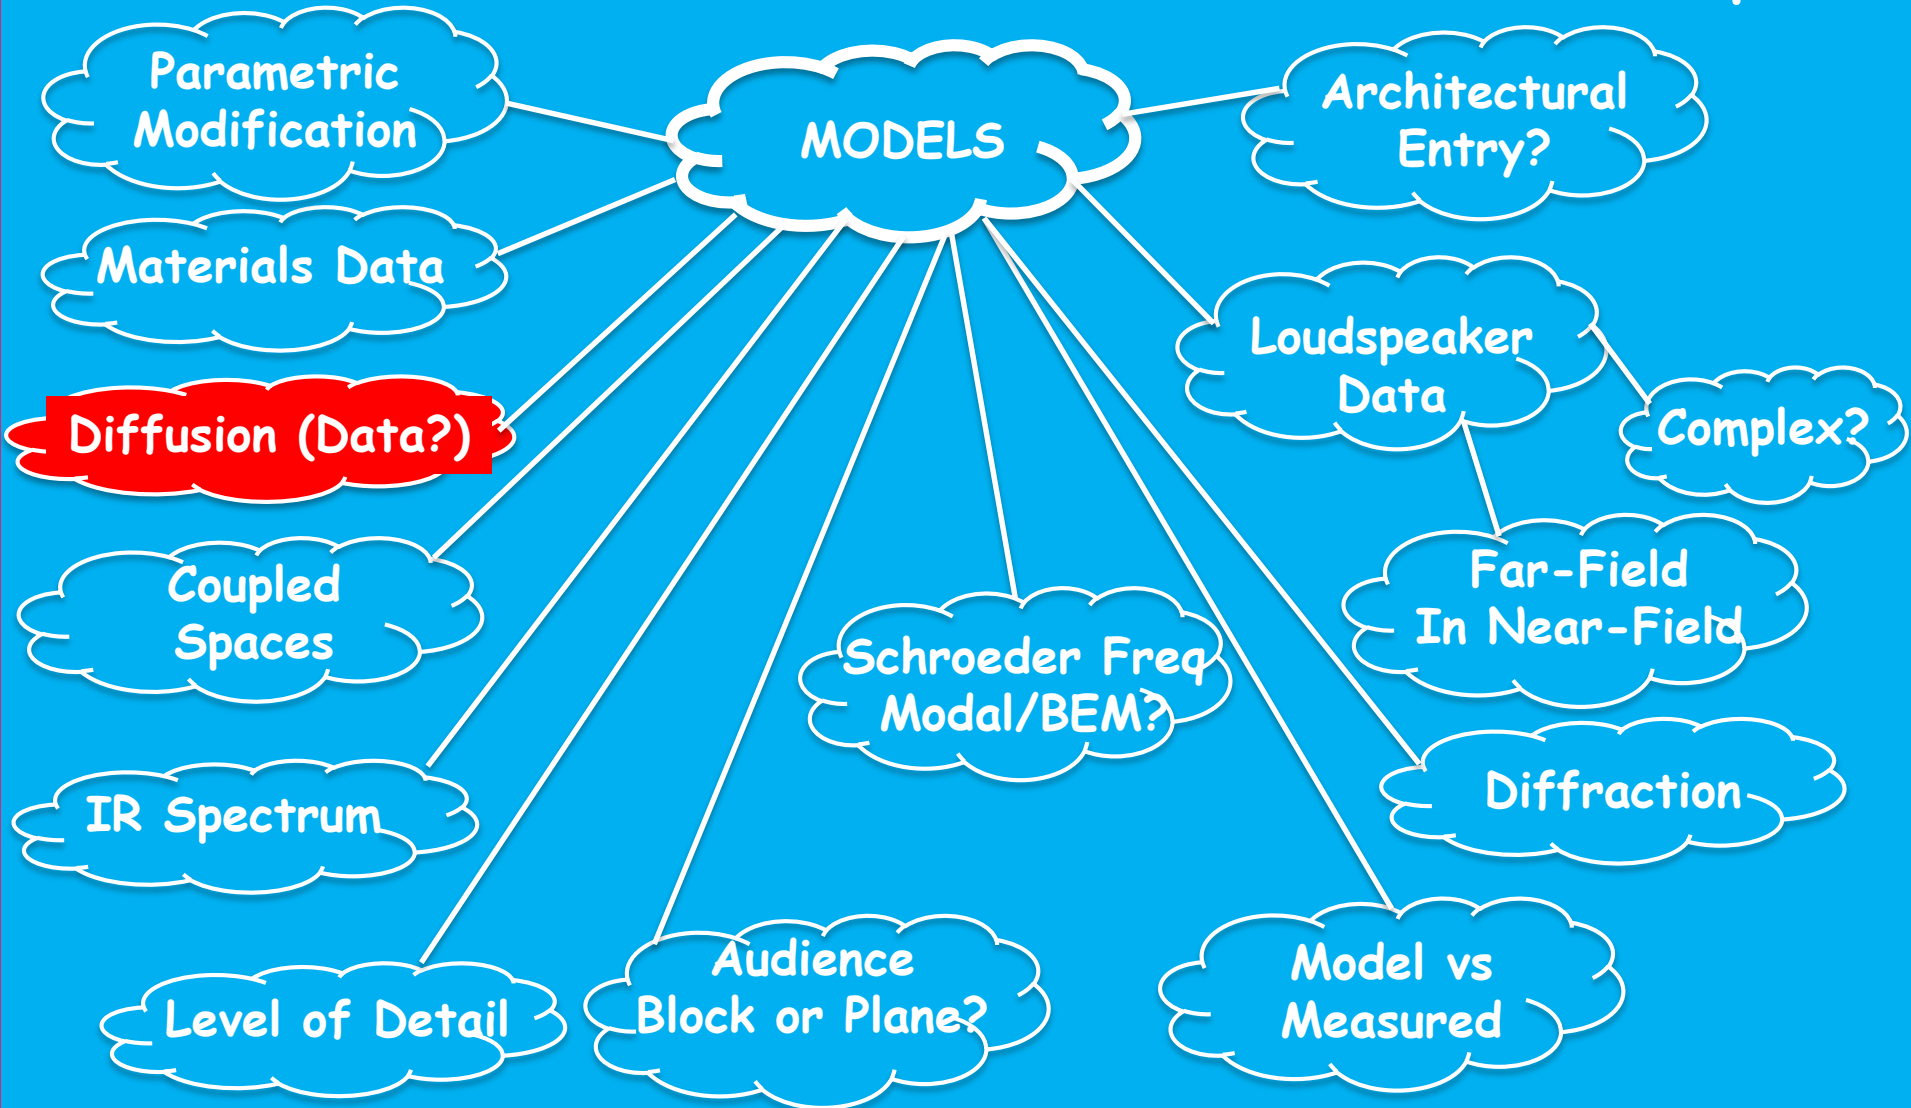 MODELS
Parametric
Modification
Architectural
Entry?
Materials Data
Loudspeaker
Data
Complex?
Diffusion (Data?)
Far-Field
In Near-Field
Coupled
Spaces
Schroeder Freq
Modal/BEM?
Diffraction
IR Spectrum
Level of Detail
Audience
Block or Plane?
Model vs
Measured